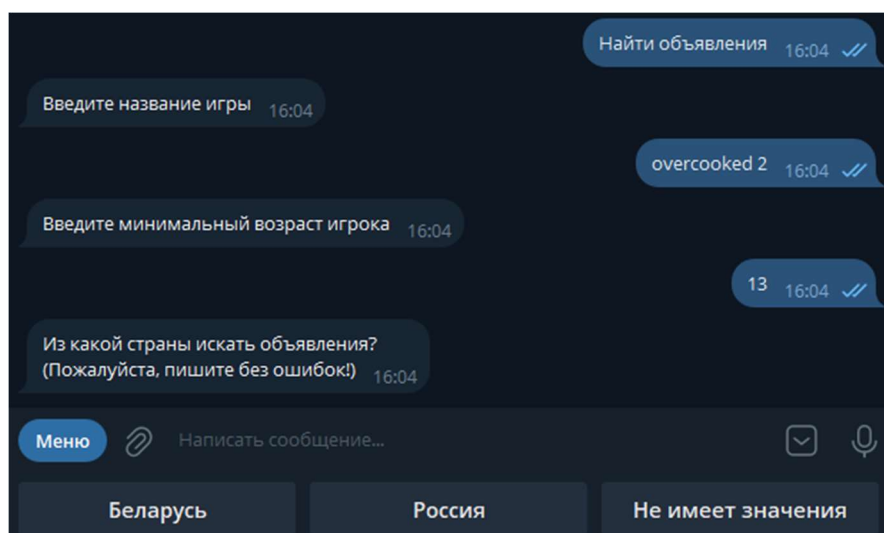 Найти объявления 16:04
Введите название игры 16:04
overcooked 2 16:04
Введите минимальный возраст игрока 16:04
13 16:04
Из какой страны искать объявления?
(Пожалуйста, пишите без ошибок!) 16:04
Меню Написать сообщение...
Беларусь Россия Не имеет значения